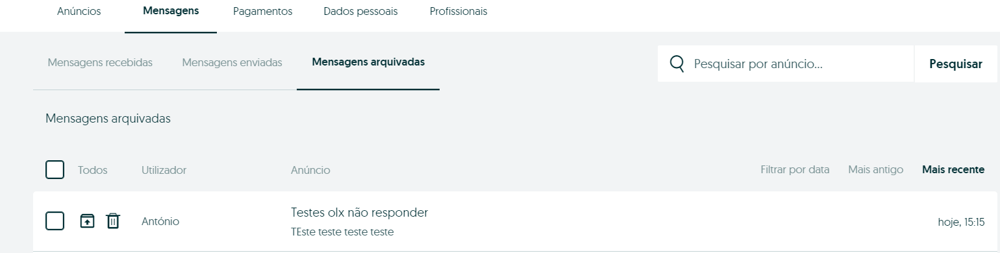 Anúncios Mensagens Pagamentos Dados pessoais Profissionais
Mensagens recebidas Mensagens enviadas Mensagens arquivadas Pesquisar por anúncio... Pesquisar
Mensagens arquivadas
Todos Utilizador Anúncio Filtrar por data Mais antigo Mais recente
Testes olx não responder
António hoje, 15:15
TEste teste teste teste